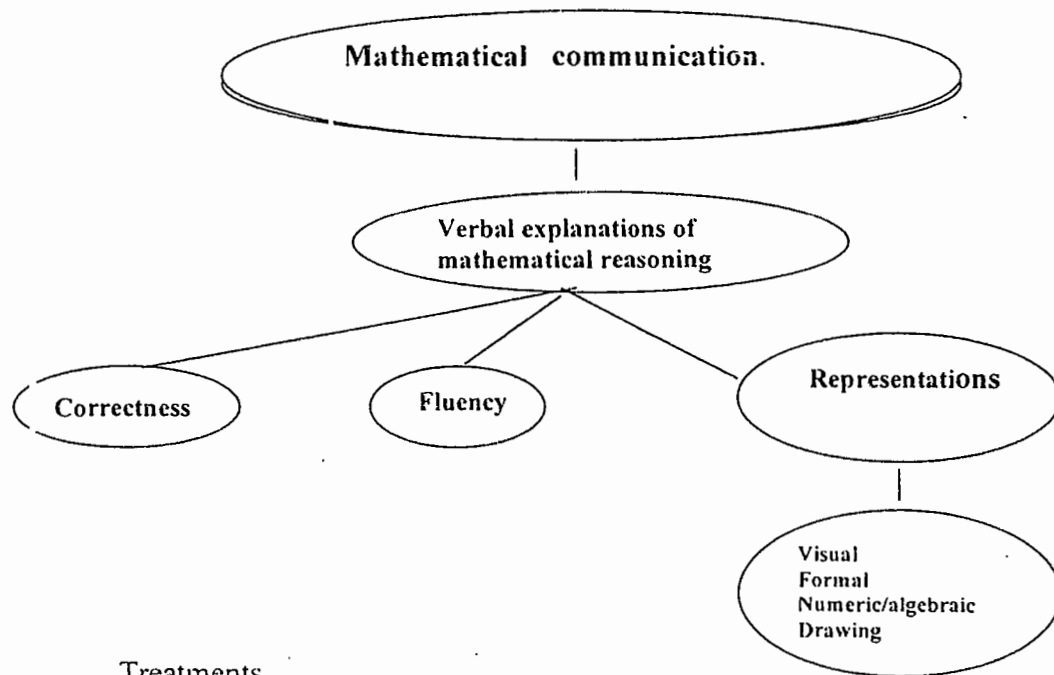 Mathematical communication.
Verbal explanations of
mathematical reasoning
Correctness
Fluency
Representations
Visual
Formal
Numeric/algebraic
Drawing
Treatments